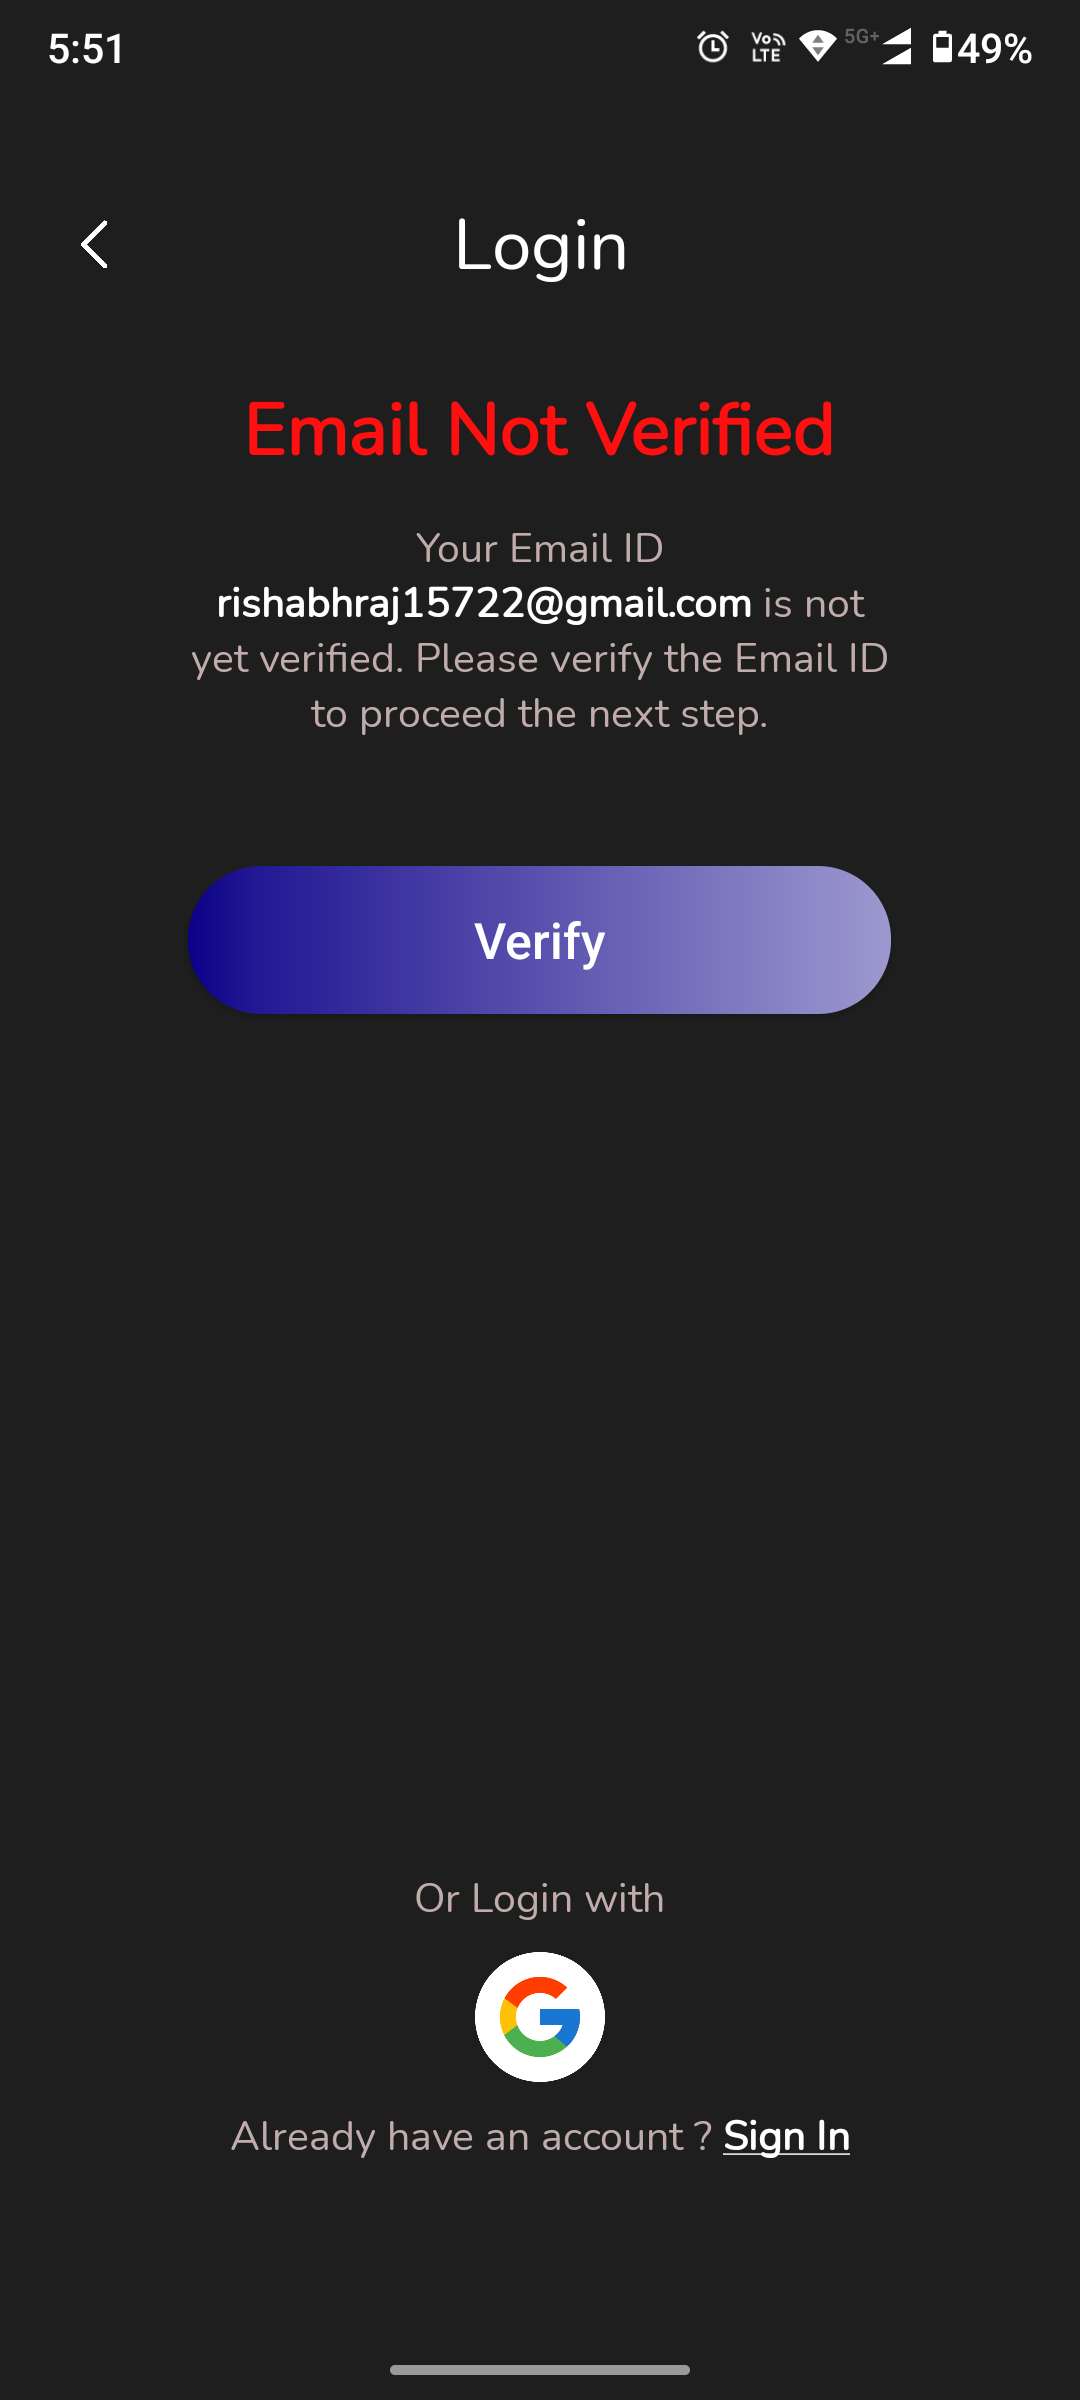 5:51
Vo LTE 5G+ 49%
Login
Email Not Verified
Your Email ID
rishabhraj15722@gmail.com is not
yet verified. Please verify the Email ID
to proceed the next step.
Verify
Or Login with
Already have an account ? Sign In